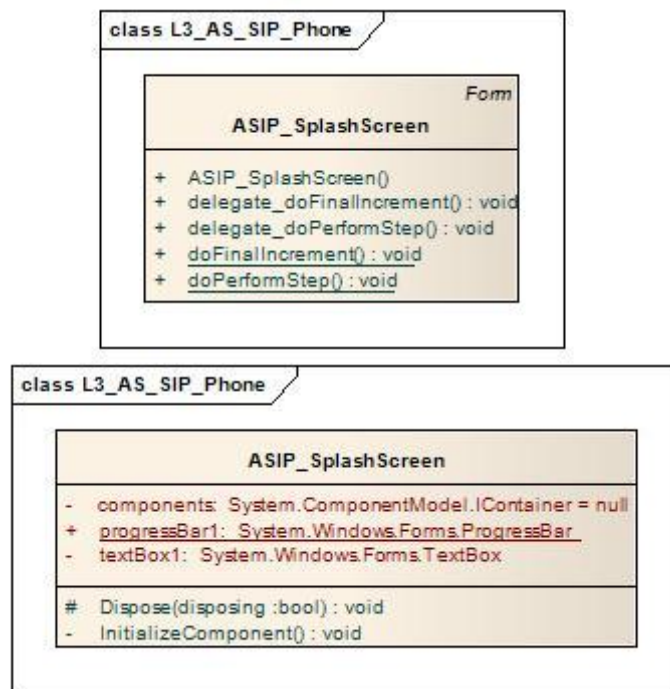 class L3_AS_SIP_Phone
Form
ASIP_SplashScreen
+ ASIP_SplashScreen()
+ delegate_doFinalIncrement() : void
+ delegate_doPerformStep() : void
+ doFinalIncrement() : void
+ doPerformStep() : void
class L3_AS_SIP_Phone
ASIP_SplashScreen
- components: System.ComponentModel.IContainer = null
+ progressBar1: System.Windows.Forms.ProgressBar
- textBox1: System.Windows.Forms.TextBox
# Dispose(disposing :bool) : void
- InitializeComponent() : void